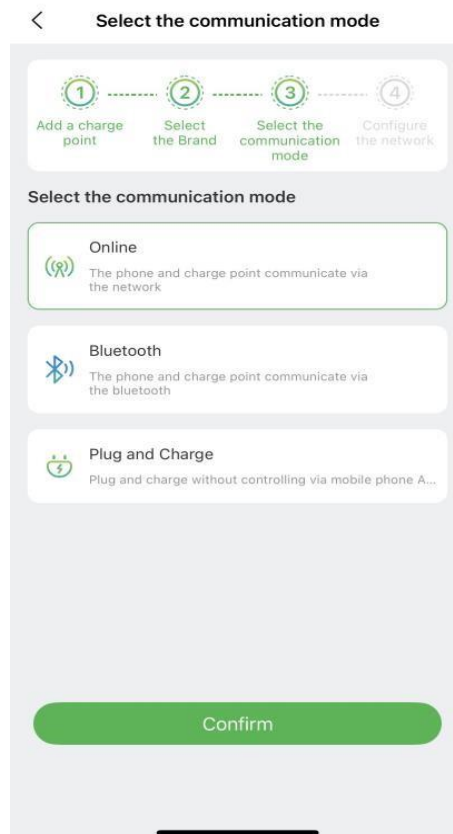 Select the communication mode
1 2 3 4
Add a charge point
Select the Brand
Select the communication mode
Configure the network
Select the communication mode
Online
The phone and charge point communicate via
the network
Bluetooth
The phone and charge point communicate via
the bluetooth
Plug and Charge
Plug and charge without controlling via mobile phone A...
Confirm